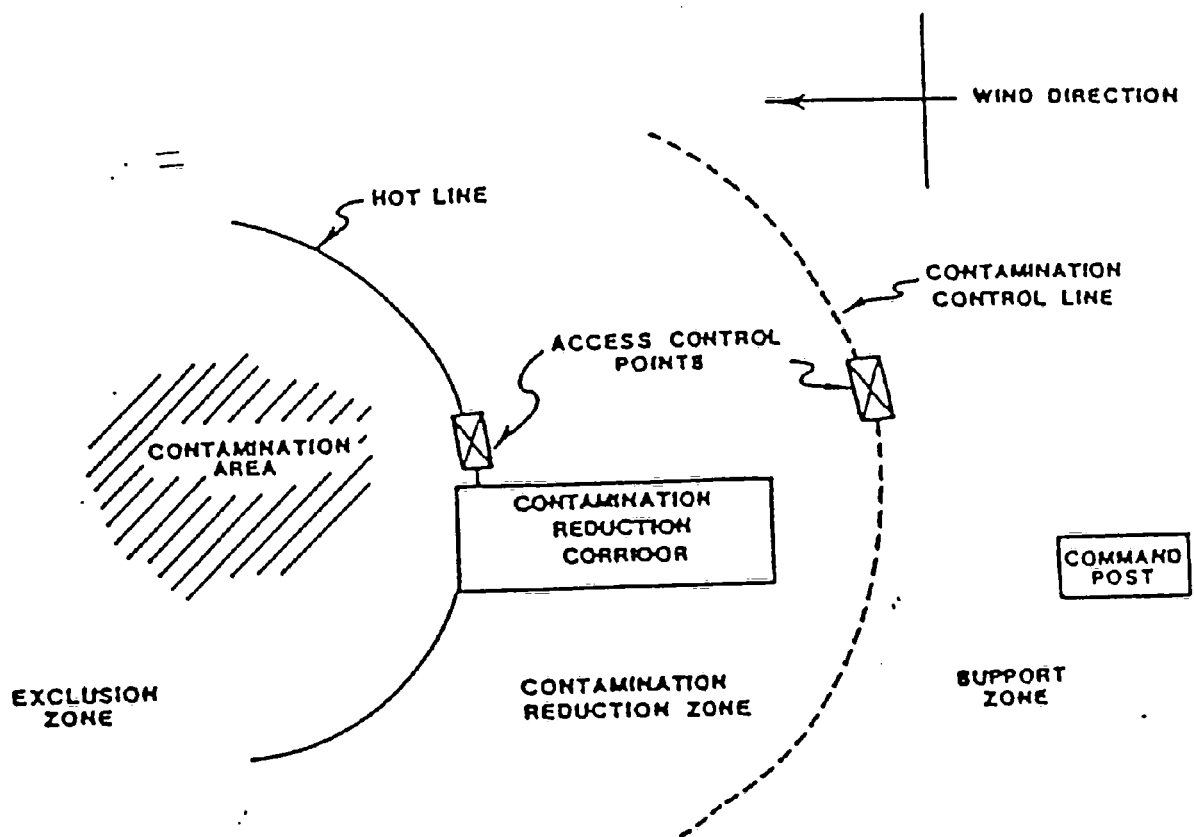 WIND DIRECTION
HOT LINE
CONTAMINATION
CONTROL LINE
ACCESS CONTROL
POINTS
CONTAMINATION
AREA
CONTAMINATION
REDUCTION
CORRIDOR
COMMAND
POST
EXCLUSION
ZONE
CONTAMINATION
REDUCTION ZONE
SUPPORT
ZONE